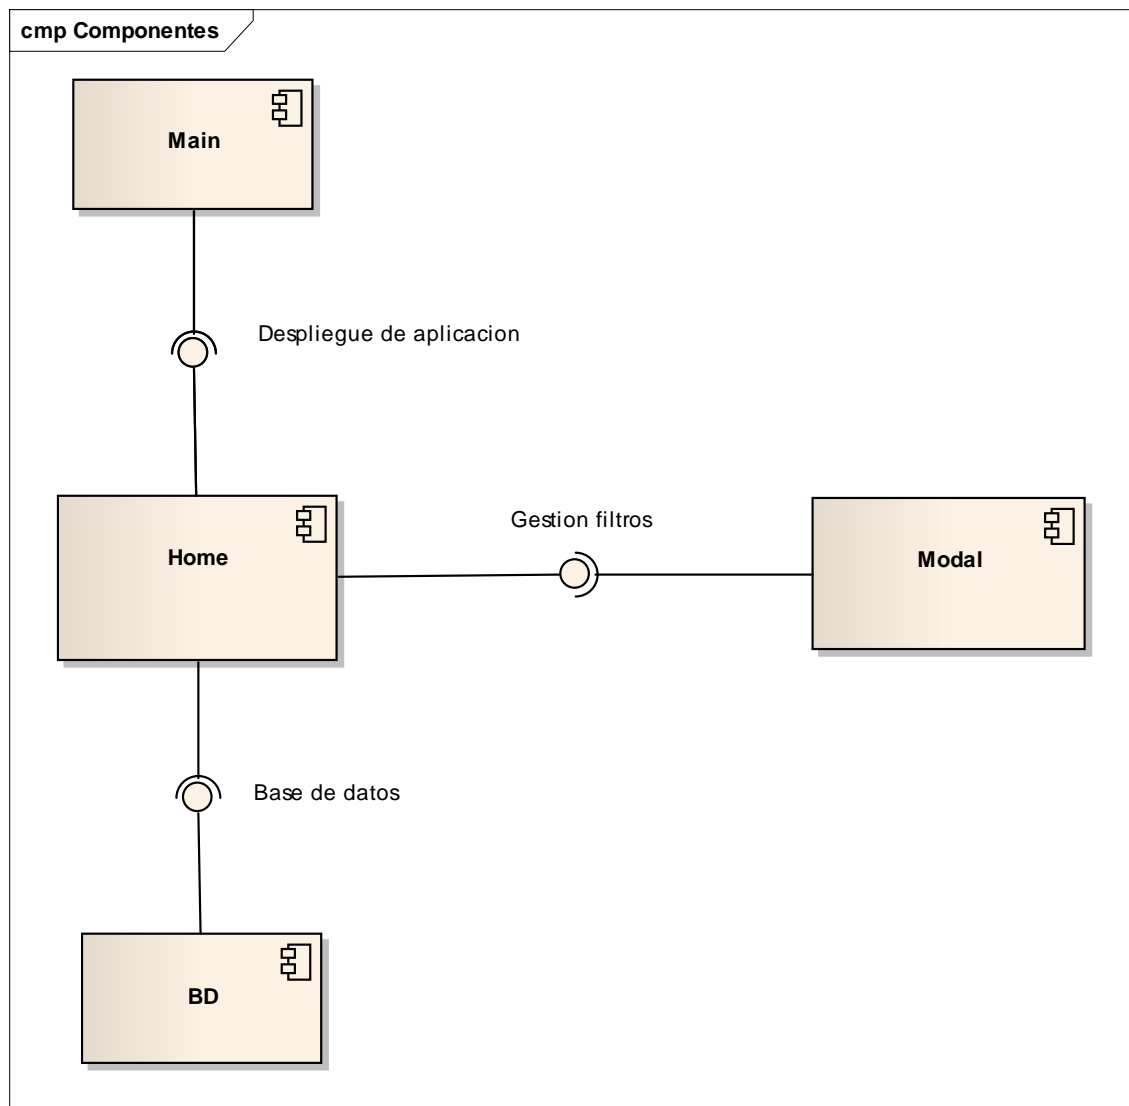 cmp Componentes
Main
Despliegue de aplicacion
Gestion filtros
Home
Modal
Base de datos
BD